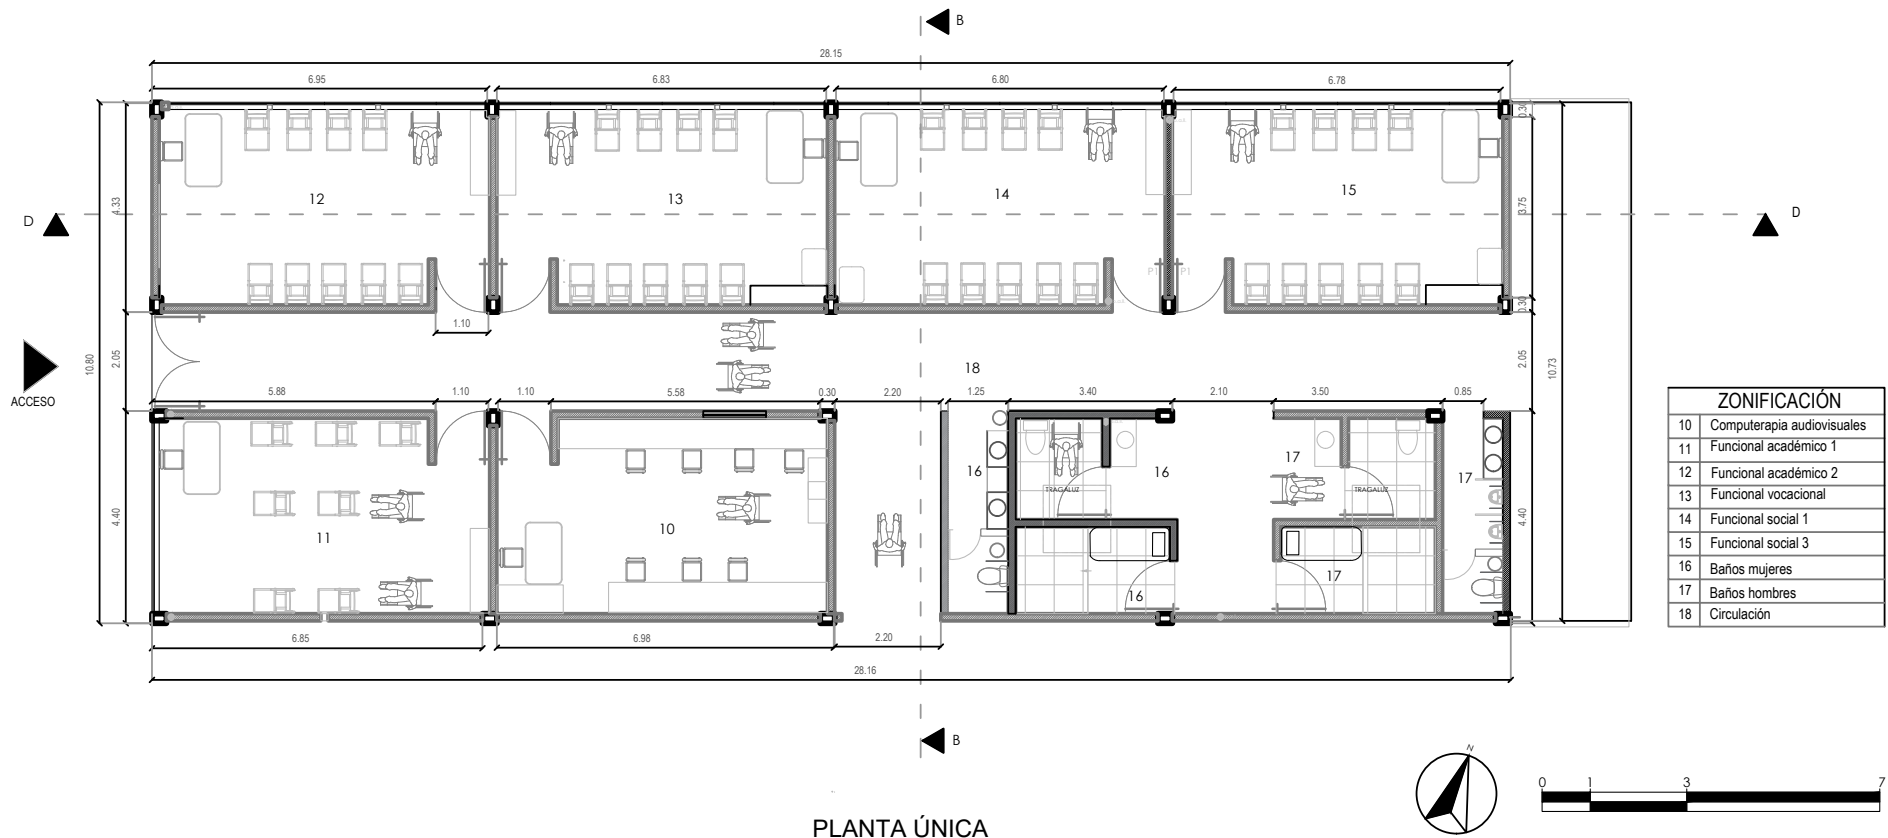 B
28.15
6.95
6.83
6.80
6.78
0.30
12
13
14
15
4.33
3.75
D
D
P1
P1
0.30
1.10
10.80
2.05
18
2.05
10.73
ACCESO
5.88
1.10
1.10
5.58
0.30
2.20
1.25
3.40
2.10
3.50
0.85
16
16
17
17
TRAGALUZ
TRAGALUZ
4.40
11
10
4.40
17
16
6.85
6.98
2.20
28.16
B
ZONIFICACIÓN
10 Computerapia audiovisuales
11 Funcional académico 1
12 Funcional académico 2
13 Funcional vocacional
14 Funcional social 1
15 Funcional social 3
16 Baños mujeres
17 Baños hombres
18 Circulación
N
0 1 3 7
PLANTA ÚNICA